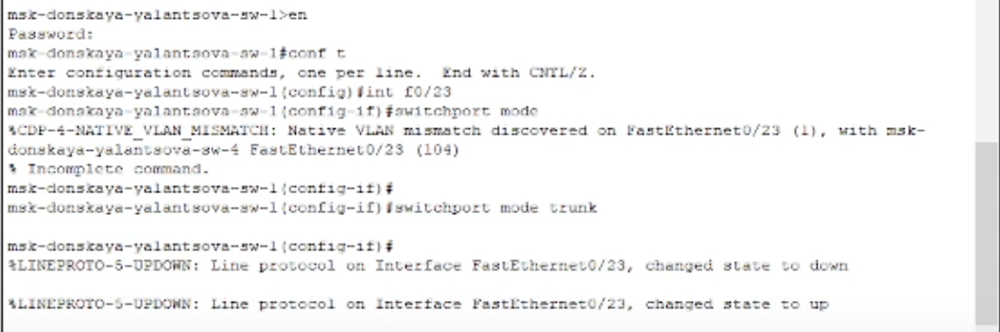 msk-donskaya-yalantsova-sw-1>en
Password:
msk-donskaya-yalantsova-sw-1#conf t
Enter configuration commands, one per line.  End with CNTL/Z.
msk-donskaya-yalantsova-sw-1(config)#int f0/23
msk-donskaya-yalantsova-sw-1(config-if)#switchport mode
%CDP-4-NATIVE_VLAN_MISMATCH: Native VLAN mismatch discovered on FastEthernet0/23 (1), with msk-
donskaya-yalantsova-sw-4 FastEthernet0/23 (104)
% Incomplete command.
msk-donskaya-yalantsova-sw-1(config-if)#
msk-donskaya-yalantsova-sw-1(config-if)#switchport mode trunk
msk-donskaya-yalantsova-sw-1(config-if)#
%LINEPROTO-5-UPDOWN: Line protocol on Interface FastEthernet0/23, changed state to down
%LINEPROTO-5-UPDOWN: Line protocol on Interface FastEthernet0/23, changed state to up